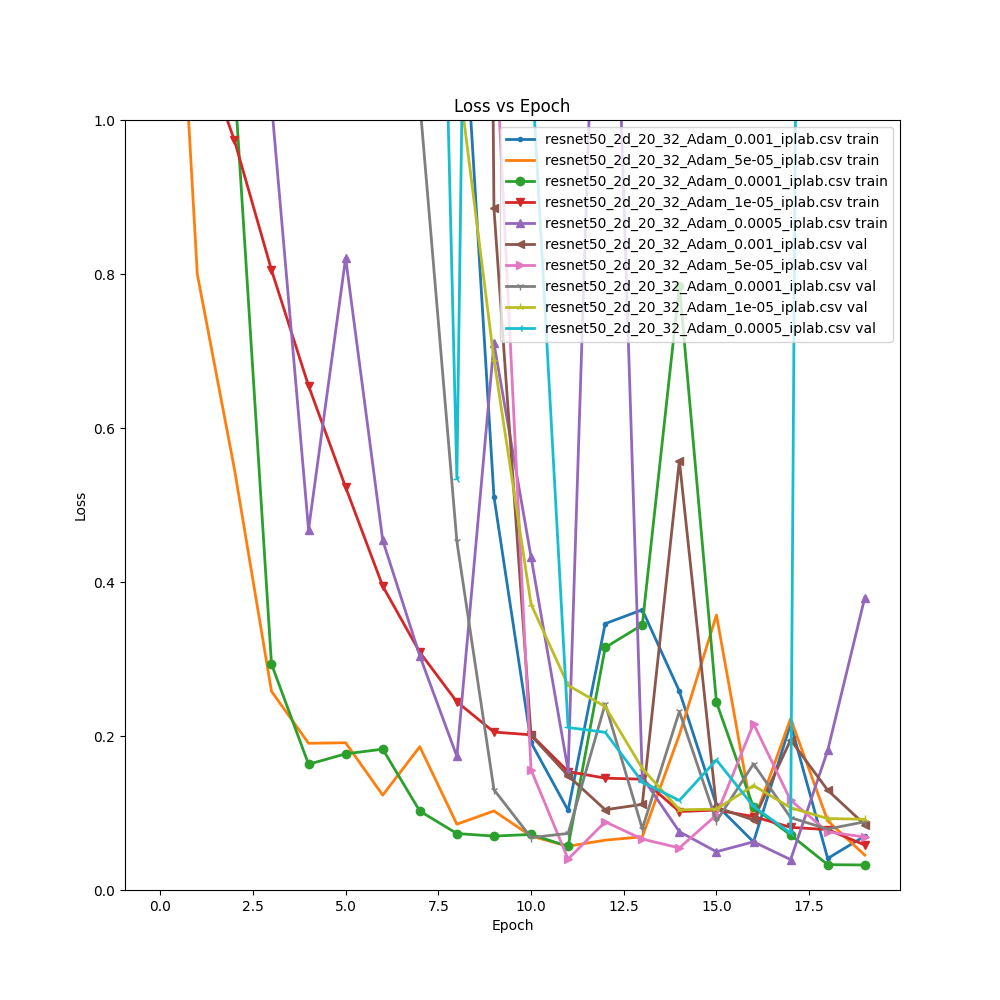 Loss vs Epoch
1.0
0.8
0.6
0.4
0.2
0.0
Loss
resnet50_2d_20_32_Adam_0.001_iplab.csv train
resnet50_2d_20_32_Adam_5e-05_iplab.csv train
resnet50_2d_20_32_Adam_0.0001_iplab.csv train
resnet50_2d_20_32_Adam_1e-05_iplab.csv train
resnet50_2d_20_32_Adam_0.0005_iplab.csv train
resnet50_2d_20_32_Adam_0.001_iplab.csv val
resnet50_2d_20_32_Adam_5e-05_iplab.csv val
resnet50_2d_20_32_Adam_0.0001_iplab.csv val
resnet50_2d_20_32_Adam_1e-05_iplab.csv val
resnet50_2d_20_32_Adam_0.0005_iplab.csv val
0.0 2.5 5.0 7.5 10.0 12.5 15.0 17.5
Epoch